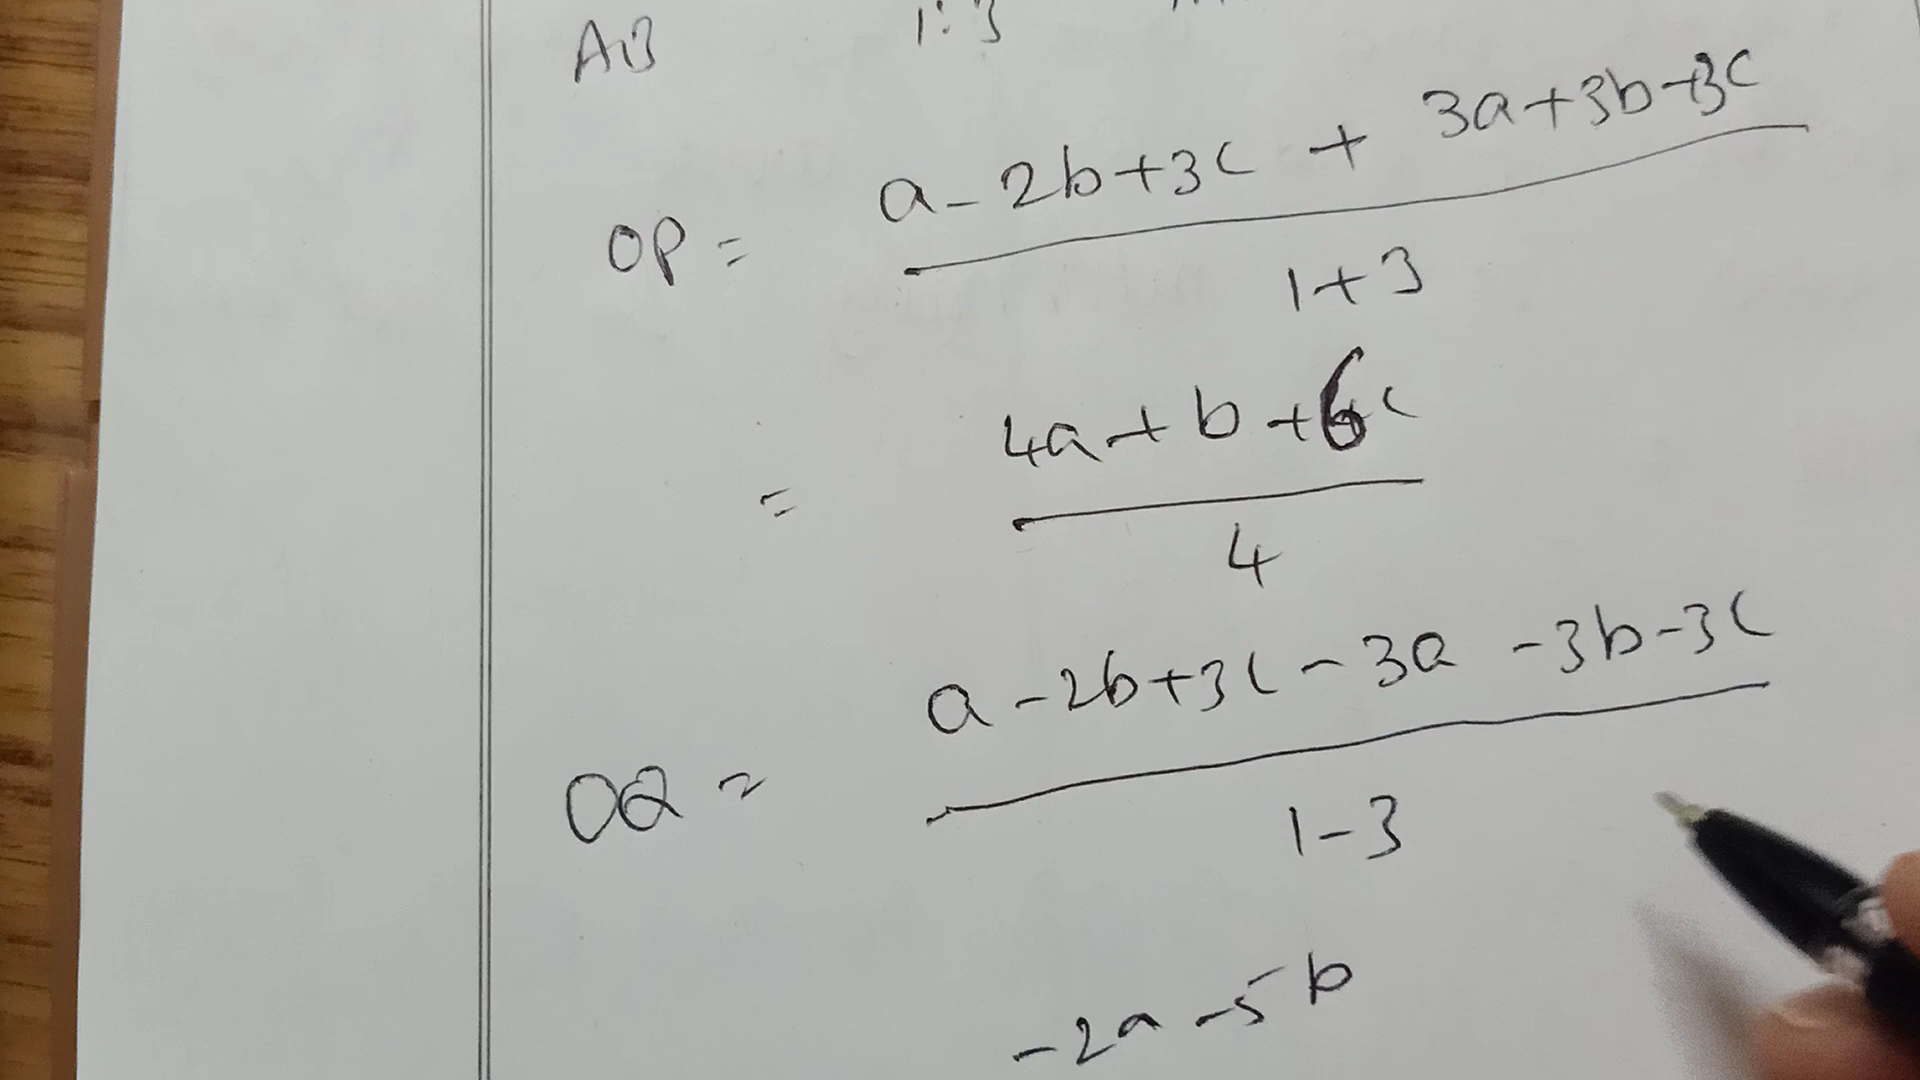 AB 1:3
a-2b+3c + 3a+3b+3c
OP =
1+3
4a+b+6c
=
4
a-2b+3c-3a-3b-3c
OQ =
1-3
-2a-5b